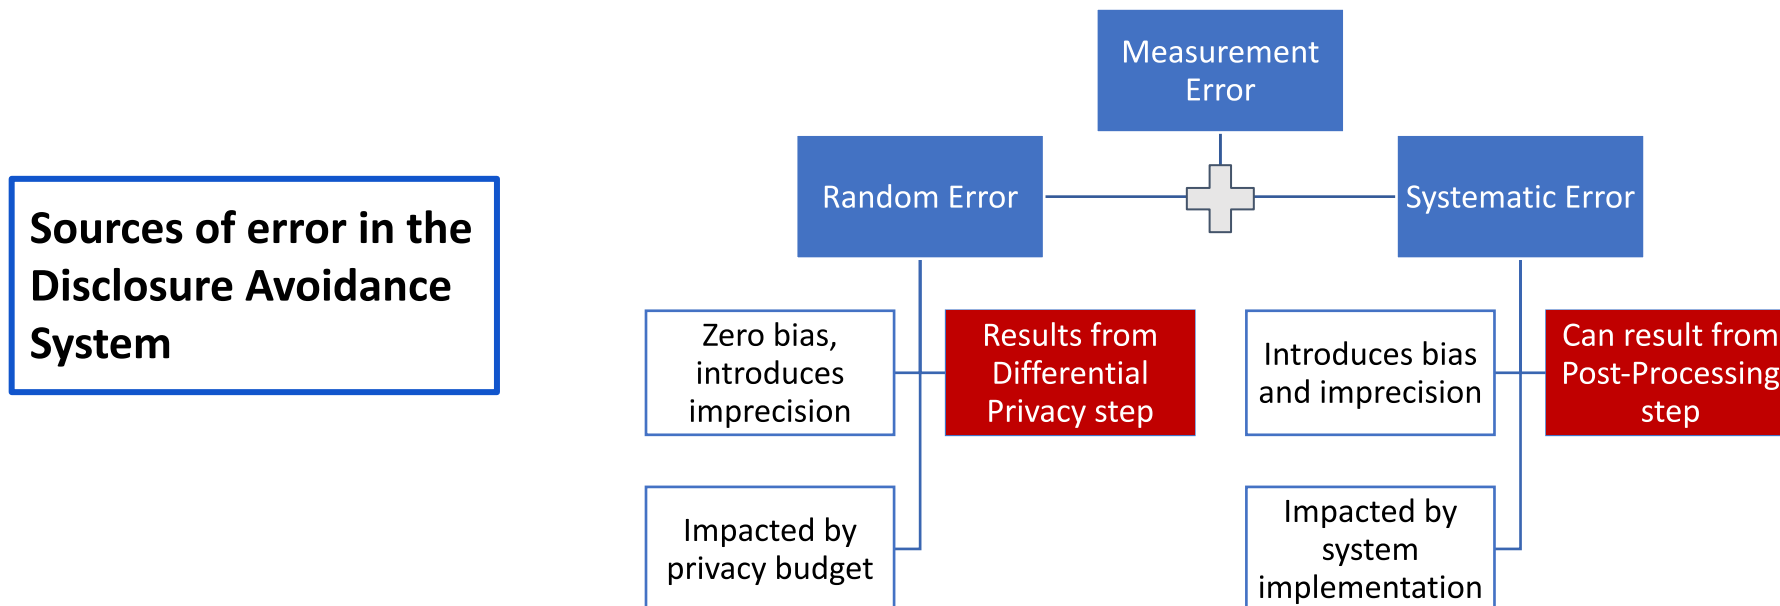 Sources of error in the
Disclosure Avoidance
System
Measurement
Error
Random Error
Systematic Error
Zero bias,
introduces
imprecision
Results from
Differential
Privacy step
Introduces bias
and imprecision
Can result from
Post-Processing
step
Impacted by
privacy budget
Impacted by
system
implementation